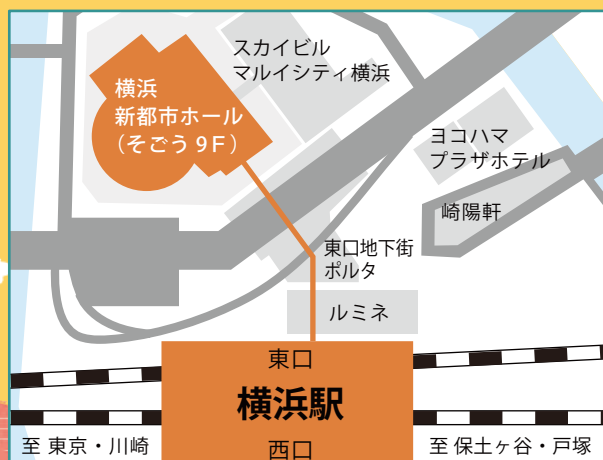 スカイビル
マルイシティ横浜
横浜
新都市ホール
（そごう9F）
ヨコハマ
プラザホテル
崎陽軒
東口地下街
ポルタ
ルミネ
東口
横浜駅
西口
至 東京・川崎
至 保土ヶ谷・戸塚